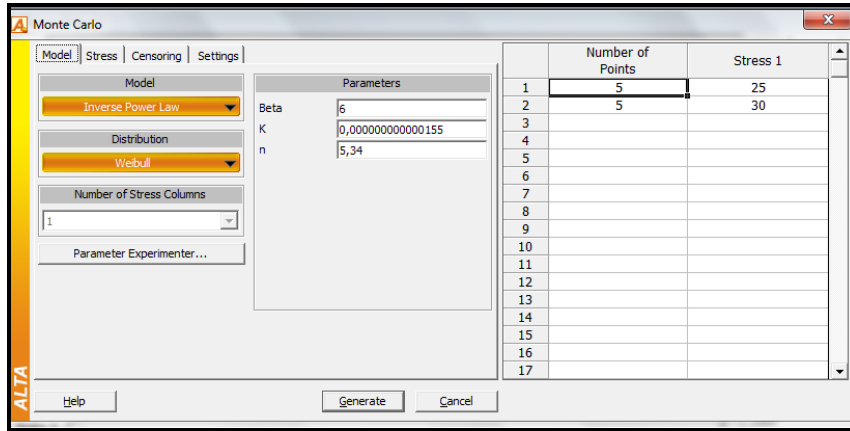 Monte Carlo
Model Stress Censoring Settings
Model
Inverse Power Law
Distribution
Weibull
Number of Stress Columns
1
Parameter Experimenter...
Parameters
Beta 6
K 0,000000000000155
n 5,34
Number of Points Stress 1
1 5 25
2 5 30
3
4
5
6
7
8
9
10
11
12
13
14
15
16
17
ALTA
Help Generate Cancel